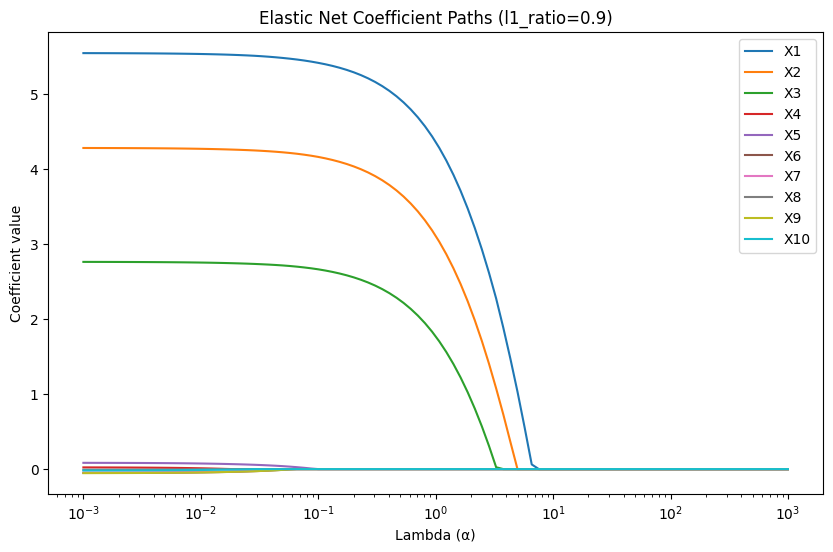 Elastic Net Coefficient Paths (l1_ratio=0.9)
Coefficient value
5
4
3
2
1
0
10⁻³
10⁻²
10⁻¹
10⁰
10¹
10²
10³
Lambda (α)
X1
X2
X3
X4
X5
X6
X7
X8
X9
X10